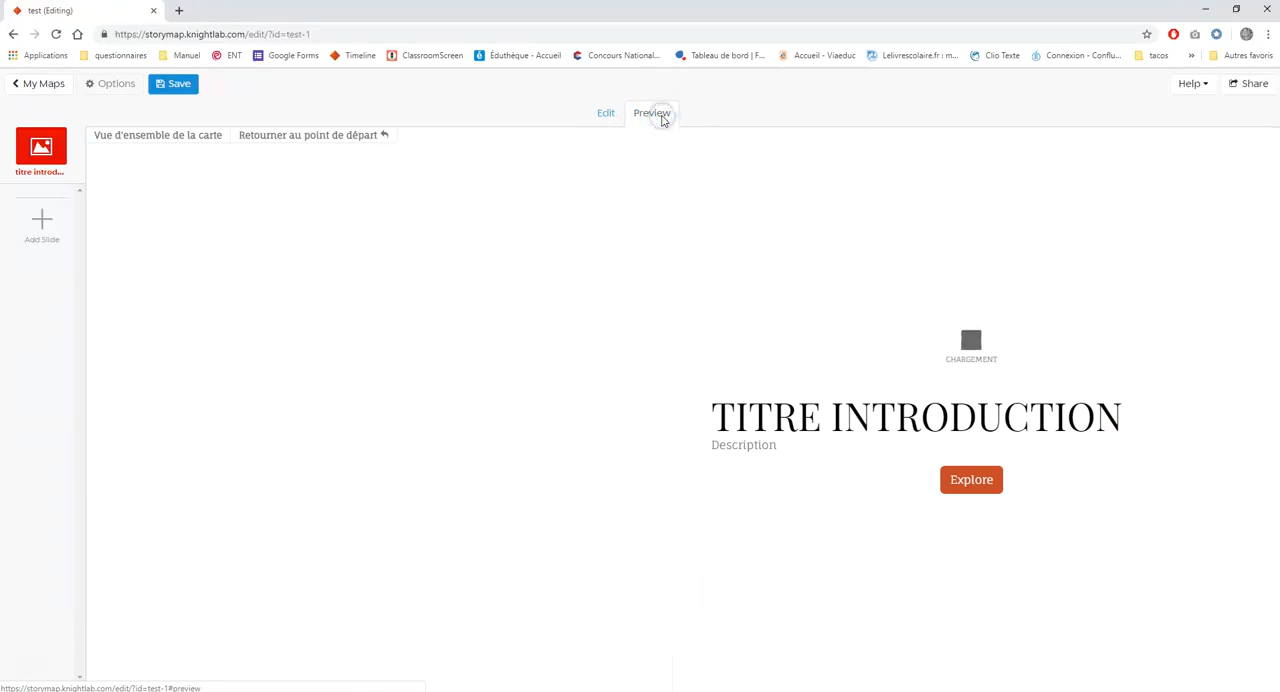 test (Editing)
https://storymap.knightlab.com/edit/?id=test-1
Applications questionnaires Manuel ENT Google Forms Timeline ClassroomScreen Éduthèque - Accueil Concours National... Tableau de bord | F... Accueil - Viaeduc Lelivrescolaire.fr : m... Clio Texte Connexion - Conflu... tacos » Autres favoris
My Maps Options Save Help Share
Edit Preview
Vue d'ensemble de la carte Retourner au point de départ
titre introd...
Add Slide
CHARGEMENT
TITRE INTRODUCTION
Description
Explore
https://storymap.knightlab.com/edit/?id=test-1#preview